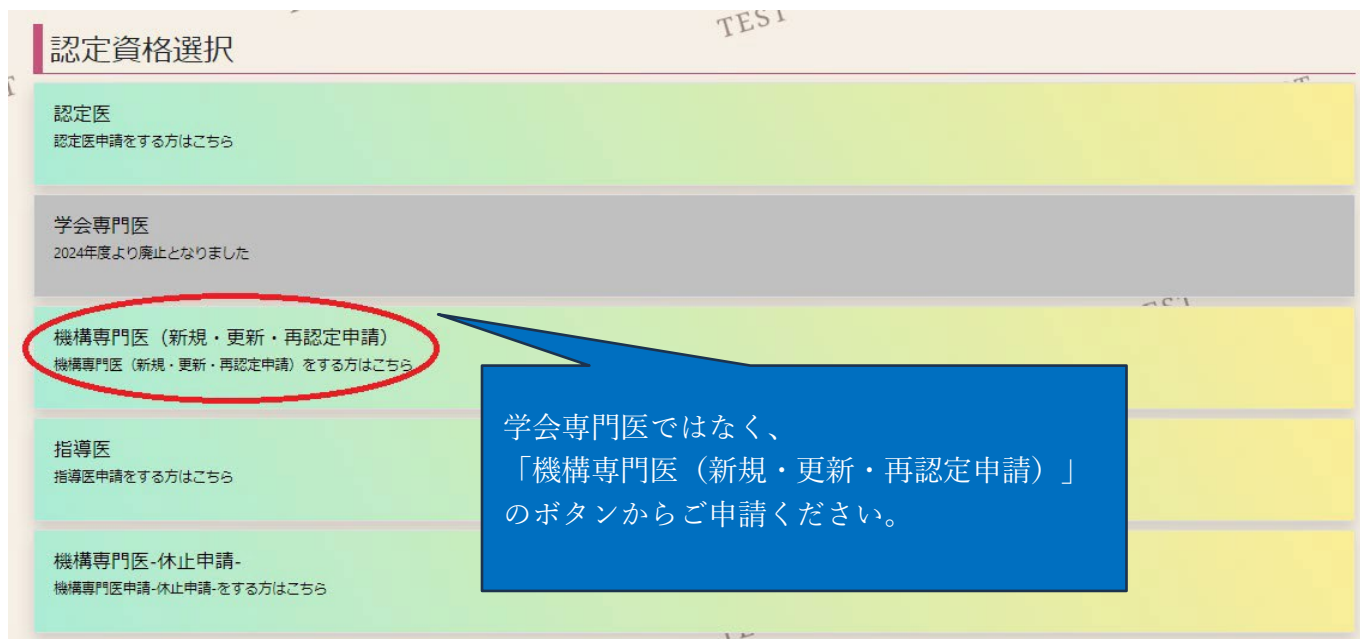 TEST
認定資格選択
認定医
認定医申請をする方はこちら
学会専門医
2024年度より廃止となりました
機構専門医（新規・更新・再認定申請）
機構専門医（新規・更新・再認定申請）をする方はこちら
学会専門医ではなく、
「機構専門医（新規・更新・再認定申請）」
のボタンからご申請ください。
指導医
指導医申請をする方はこちら
機構専門医-休止申請-
機構専門医申請-休止申請-をする方はこちら